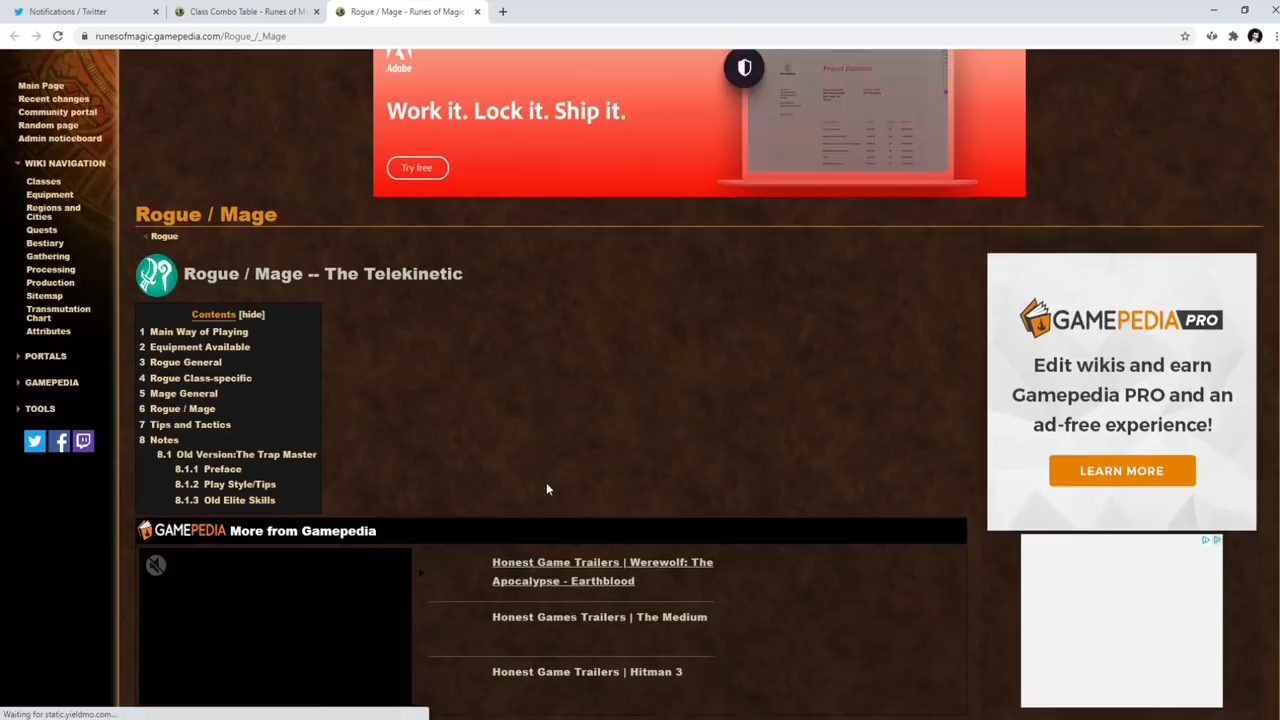 Notifications / Twitter
Class Combo Table - Runes of M
Rogue / Mage - Runes of Magic
runesofmagic.gamepedia.com/Rogue_/_Mage
Main Page
Recent changes
Community portal
Random page
Admin noticeboard
WIKI NAVIGATION
Classes
Equipment
Regions and
Cities
Quests
Bestiary
Gathering
Processing
Production
Sitemap
Transmutation
Chart
Attributes
PORTALS
GAMEPEDIA
TOOLS
Adobe
Work it. Lock it. Ship it.
Try free
Rogue / Mage
< Rogue
Rogue / Mage -- The Telekinetic
Contents [hide]
1 Main Way of Playing
2 Equipment Available
3 Rogue General
4 Rogue Class-specific
5 Mage General
6 Rogue / Mage
7 Tips and Tactics
8 Notes
8.1 Old Version:The Trap Master
8.1.1 Preface
8.1.2 Play Style/Tips
8.1.3 Old Elite Skills
GAMEPEDIA More from Gamepedia
Honest Game Trailers | Werewolf: The
Apocalypse - Earthblood
Honest Games Trailers | The Medium
Honest Game Trailers | Hitman 3
GAMEPEDIA PRO
Edit wikis and earn
Gamepedia PRO and an
ad-free experience!
LEARN MORE
Waiting for static.yieldmo.com...